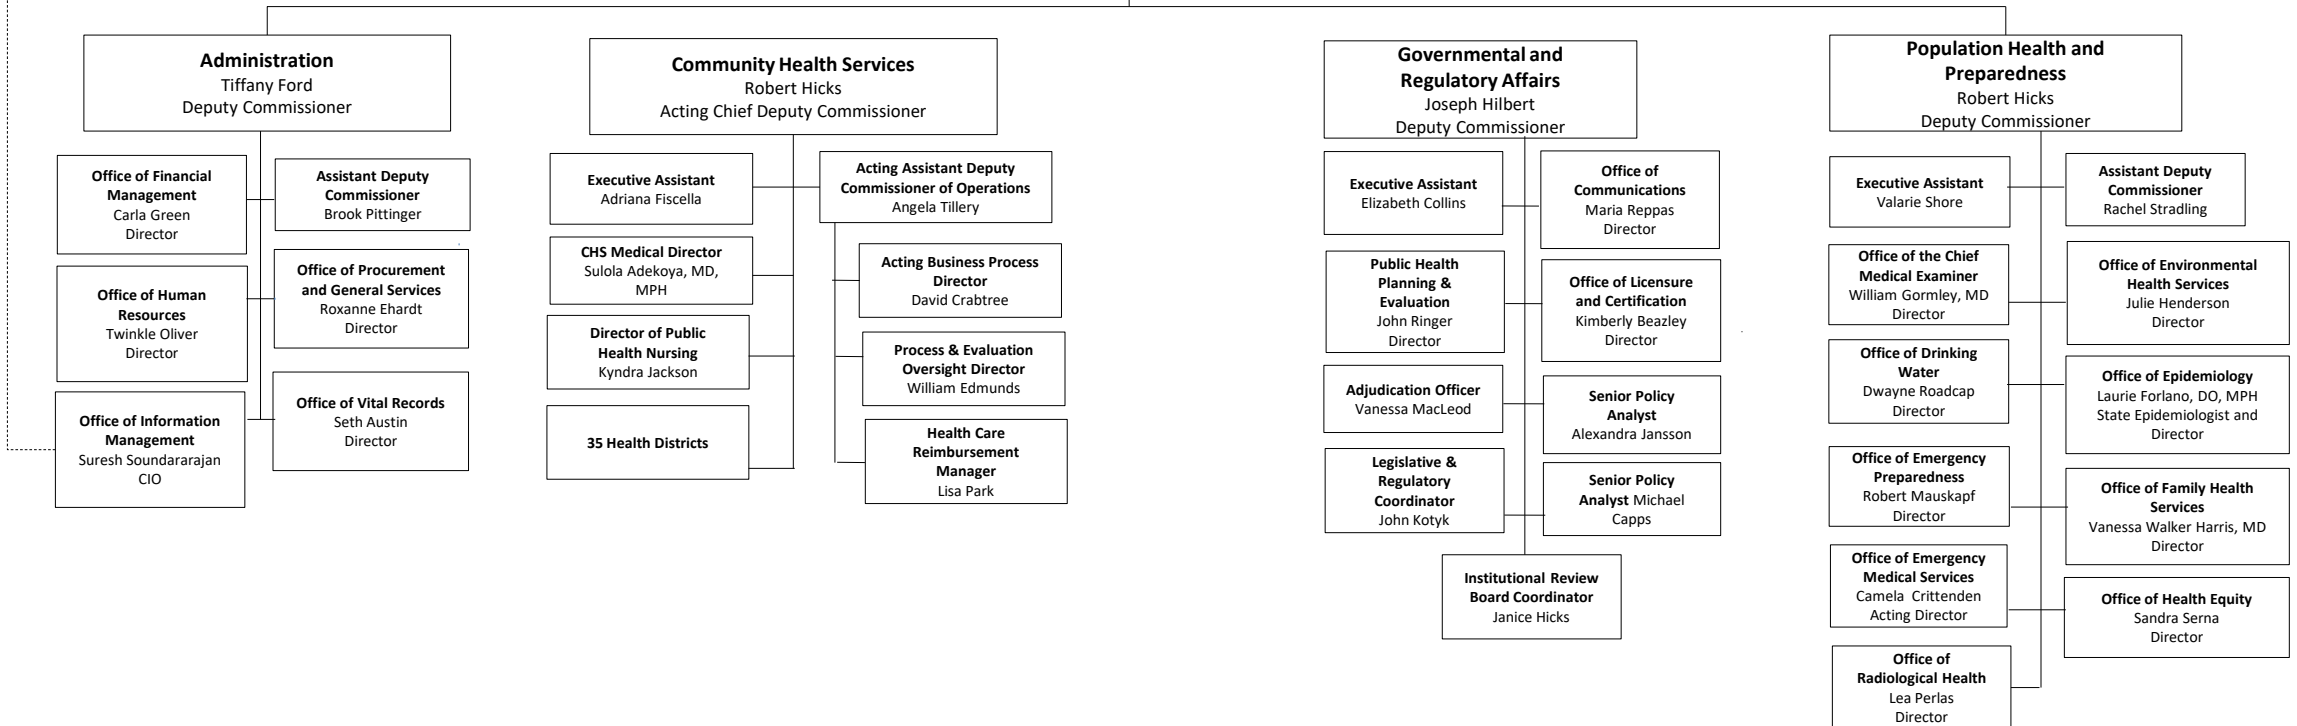 Administration
Tiffany Ford
Deputy Commissioner
Office of Financial
Management
Carla Green
Director
Assistant Deputy
Commissioner
Brook Pittinger
Office of Human
Resources
Twinkle Oliver
Director
Office of Procurement
and General Services
Roxanne Ehardt
Director
Office of Information
Management
Suresh Soundararajan
CIO
Office of Vital Records
Seth Austin
Director
Community Health Services
Robert Hicks
Acting Chief Deputy Commissioner
Executive Assistant
Adriana Fiscella
Acting Assistant Deputy
Commissioner of Operations
Angela Tillery
CHS Medical Director
Sulola Adekoya, MD,
MPH
Acting Business Process
Director
David Crabtree
Director of Public
Health Nursing
Kyndra Jackson
Process & Evaluation
Oversight Director
William Edmunds
35 Health Districts
Health Care
Reimbursement
Manager
Lisa Park
Governmental and
Regulatory Affairs
Joseph Hilbert
Deputy Commissioner
Executive Assistant
Elizabeth Collins
Office of
Communications
Maria Reppas
Director
Public Health
Planning &
Evaluation
John Ringer
Director
Office of Licensure
and Certification
Kimberly Beazley
Director
Adjudication Officer
Vanessa MacLeod
Senior Policy
Analyst
Alexandra Jansson
Legislative &
Regulatory
Coordinator
John Kotyk
Senior Policy
Analyst Michael
Capps
Institutional Review
Board Coordinator
Janice Hicks
Population Health and
Preparedness
Robert Hicks
Deputy Commissioner
Executive Assistant
Valarie Shore
Assistant Deputy
Commissioner
Rachel Stradling
Office of the Chief
Medical Examiner
William Gormley, MD
Director
Office of Environmental
Health Services
Julie Henderson
Director
Office of Drinking
Water
Dwayne Roadcap
Director
Office of Epidemiology
Laurie Forlano, DO, MPH
State Epidemiologist and
Director
Office of Emergency
Preparedness
Robert Mauskapf
Director
Office of Family Health
Services
Vanessa Walker Harris, MD
Director
Office of Emergency
Medical Services
Camela Crittenden
Acting Director
Office of Health Equity
Sandra Serna
Director
Office of
Radiological Health
Lea Perlas
Director